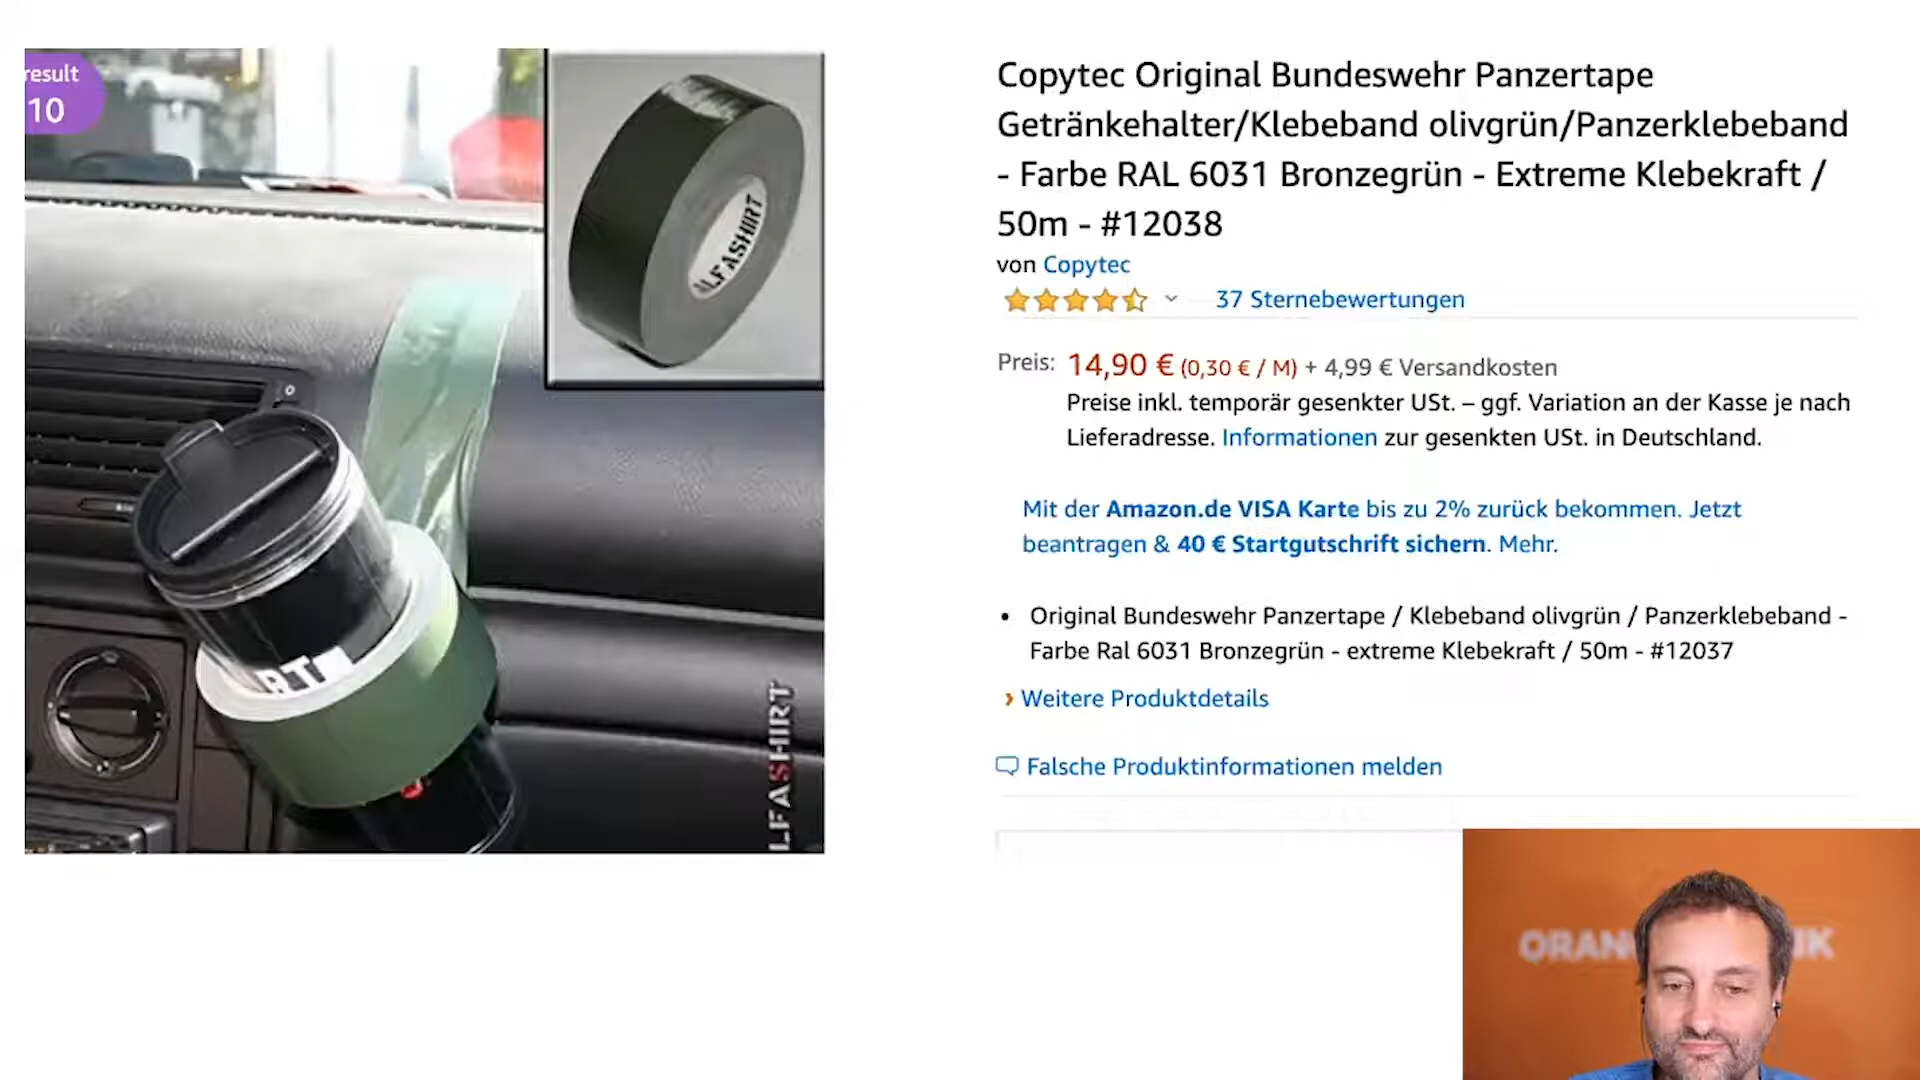 result
10
LFASHIRT
LFASHIRT
Copytec Original Bundeswehr Panzertape
Getränkehalter/Klebeband olivgrün/Panzerklebeband
- Farbe RAL 6031 Bronzegrün - Extreme Klebekraft /
50m - #12038
von Copytec
37 Sternebewertungen
Preis: 14,90 € (0,30 € / M) + 4,99 € Versandkosten
Preise inkl. temporär gesenkter USt. – ggf. Variation an der Kasse je nach
Lieferadresse. Informationen zur gesenkten USt. in Deutschland.
Mit der Amazon.de VISA Karte bis zu 2% zurück bekommen. Jetzt
beantragen & 40 € Startgutschrift sichern. Mehr.
• Original Bundeswehr Panzertape / Klebeband olivgrün / Panzerklebeband -
Farbe Ral 6031 Bronzegrün - extreme Klebekraft / 50m - #12037
› Weitere Produktdetails
Falsche Produktinformationen melden